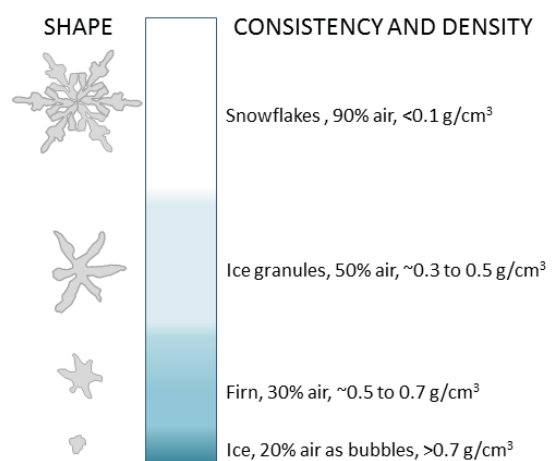 SHAPE
CONSISTENCY AND DENSITY
Snowflakes , 90% air, <0.1 g/cm³
Ice granules, 50% air, ~0.3 to 0.5 g/cm³
Firn, 30% air, ~0.5 to 0.7 g/cm³
Ice, 20% air as bubbles, >0.7 g/cm³